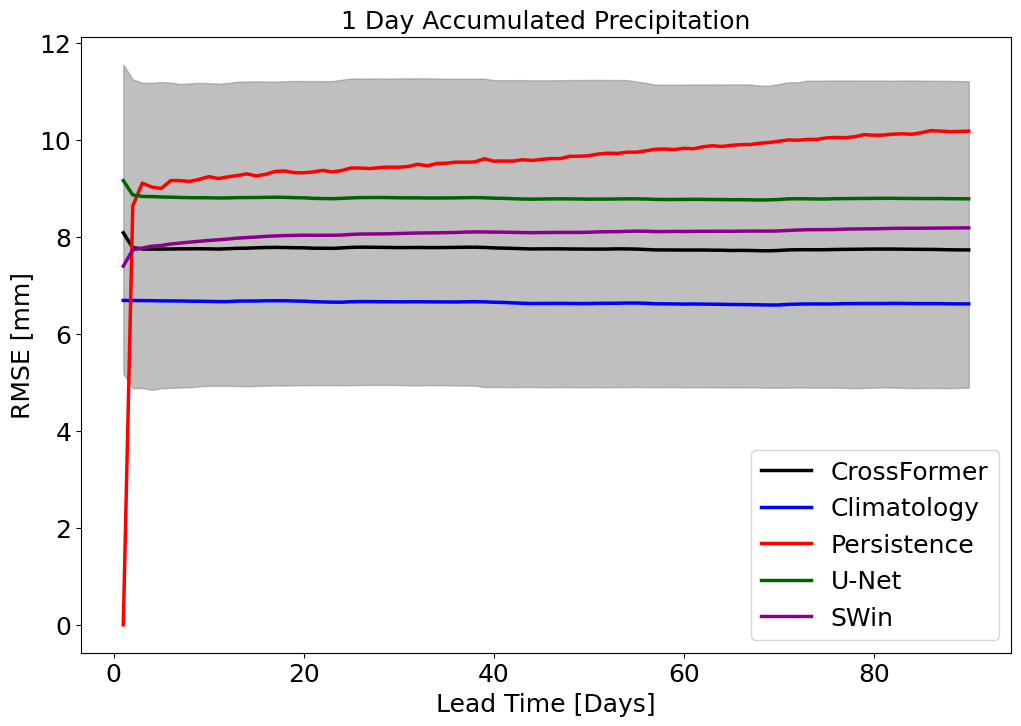 1 Day Accumulated Precipitation
RMSE [mm]
12
10
8
6
4
2
0
0 20 40 60 80
Lead Time [Days]
CrossFormer
Climatology
Persistence
U-Net
SWin